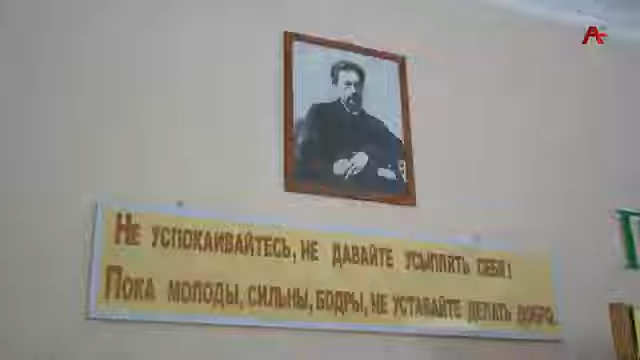 Не успокаивайтесь, не давайте усыплять себя!
Пока молоды, сильны, бодры, не уставайте делать добро.